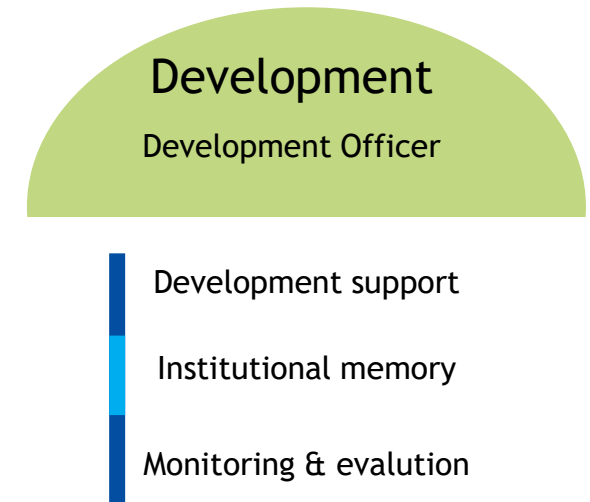 Development
Development Officer
Development support
Institutional memory
Monitoring & evalution